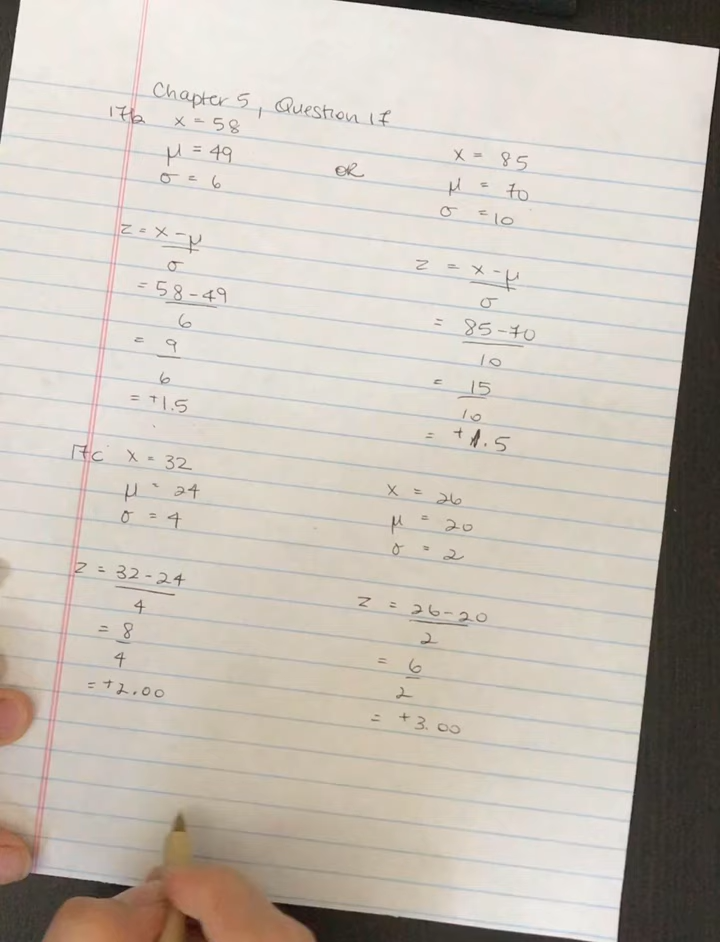 Chapter 5, Question 17
17b x = 58
μ = 49
σ = 6
OR
x = 85
μ = 70
σ = 10
z = x - μ
σ
= 58 - 49
6
= 9
6
= +1.5
z = x - μ
σ
= 85 - 70
10
= 15
10
= +1.5
17c x = 32
μ = 24
σ = 4
x = 26
μ = 20
σ = 2
z = 32 - 24
4
= 8
4
= +2.00
z = 26 - 20
2
= 6
2
= +3.00